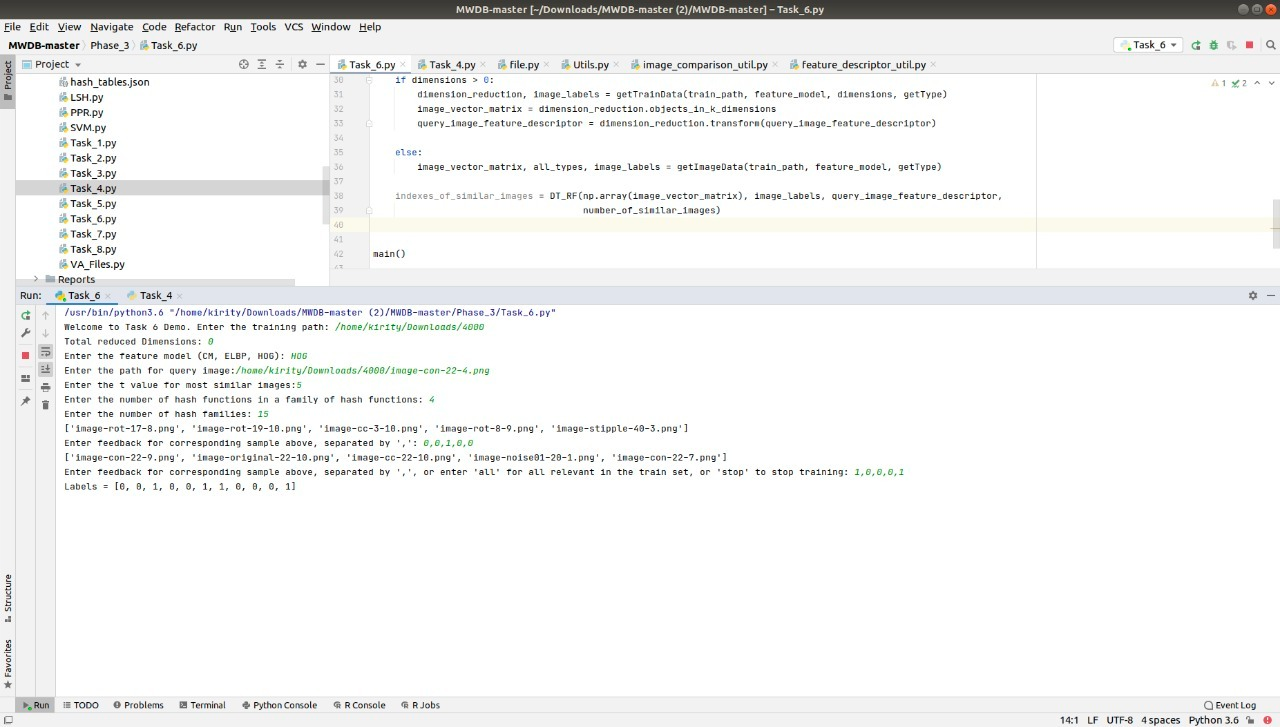 MWDB-master [~/Downloads/MWDB-master (2)/MWDB-master] – Task_6.py
File Edit View Navigate Code Refactor Run Tools VCS Window Help
MWDB-master Phase_3 Task_6.py
Task_6
Project
Project
hash_tables.json
LSH.py
PPR.py
SVM.py
Task_1.py
Task_2.py
Task_3.py
Task_4.py
Task_5.py
Task_6.py
Task_7.py
Task_8.py
VA_Files.py
Reports
Task_6.py Task_4.py file.py Utils.py image_comparison_util.py feature_descriptor_util.py
1 2
30 if dimensions > 0:
31 dimension_reduction, image_labels = getTrainData(train_path, feature_model, dimensions, getType)
32 image_vector_matrix = dimension_reduction.objects_in_k_dimensions
33 query_image_feature_descriptor = dimension_reduction.transform(query_image_feature_descriptor)
34
35 else:
36 image_vector_matrix, all_types, image_labels = getImageData(train_path, feature_model, getType)
37
38 indexes_of_similar_images = DT_RF(np.array(image_vector_matrix), image_labels, query_image_feature_descriptor,
39 number_of_similar_images)
40
41
42 main()
43
Run: Task_6 Task_4
/usr/bin/python3.6 "/home/kirity/Downloads/MWDB-master (2)/MWDB-master/Phase_3/Task_6.py"
Welcome to Task 6 Demo. Enter the training path: /home/kirity/Downloads/4000
Total reduced Dimensions: 0
Enter the feature model (CM, ELBP, HOG): HOG
Enter the path for query image:/home/kirity/Downloads/4000/image-con-22-4.png
Enter the t value for most similar images:5
Enter the number of hash functions in a family of hash functions: 4
Enter the number of hash families: 15
['image-rot-17-8.png', 'image-rot-19-10.png', 'image-cc-3-10.png', 'image-rot-8-9.png', 'image-stipple-40-3.png']
Enter feedback for corresponding sample above, separated by ',': 0,0,1,0,0
['image-con-22-9.png', 'image-original-22-10.png', 'image-cc-22-10.png', 'image-noise01-20-1.png', 'image-con-22-7.png']
Enter feedback for corresponding sample above, separated by ',', or enter 'all' for all relevant in the train set, or 'stop' to stop training: 1,0,0,0,1
Labels = [0, 0, 1, 0, 0, 1, 1, 0, 0, 0, 1]
Structure
Favorites
Run TODO Problems Terminal Python Console R Console R Jobs Event Log
14:1 LF UTF-8 4 spaces Python 3.6